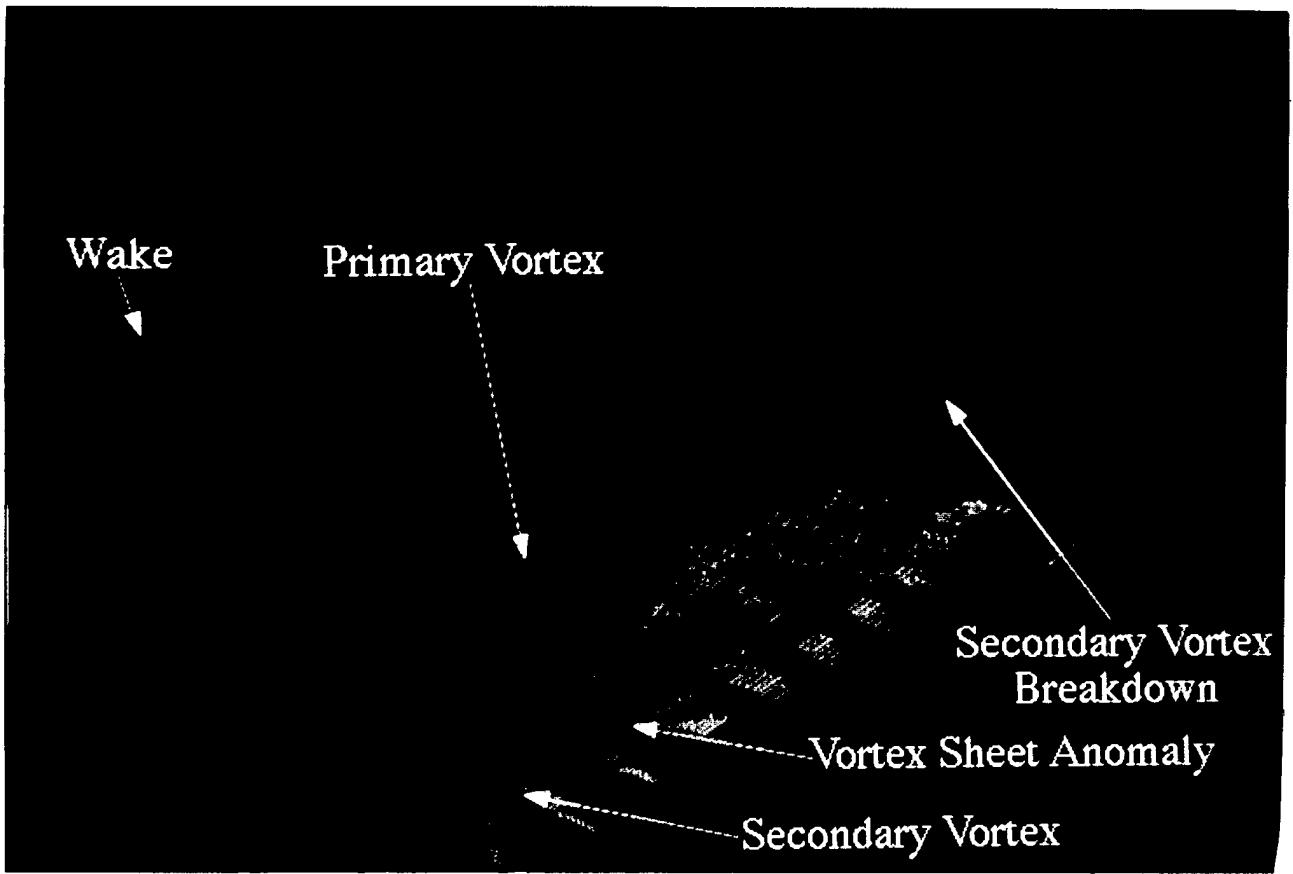 Wake
Primary Vortex
Secondary Vortex
Breakdown
Vortex Sheet Anomaly
Secondary Vortex